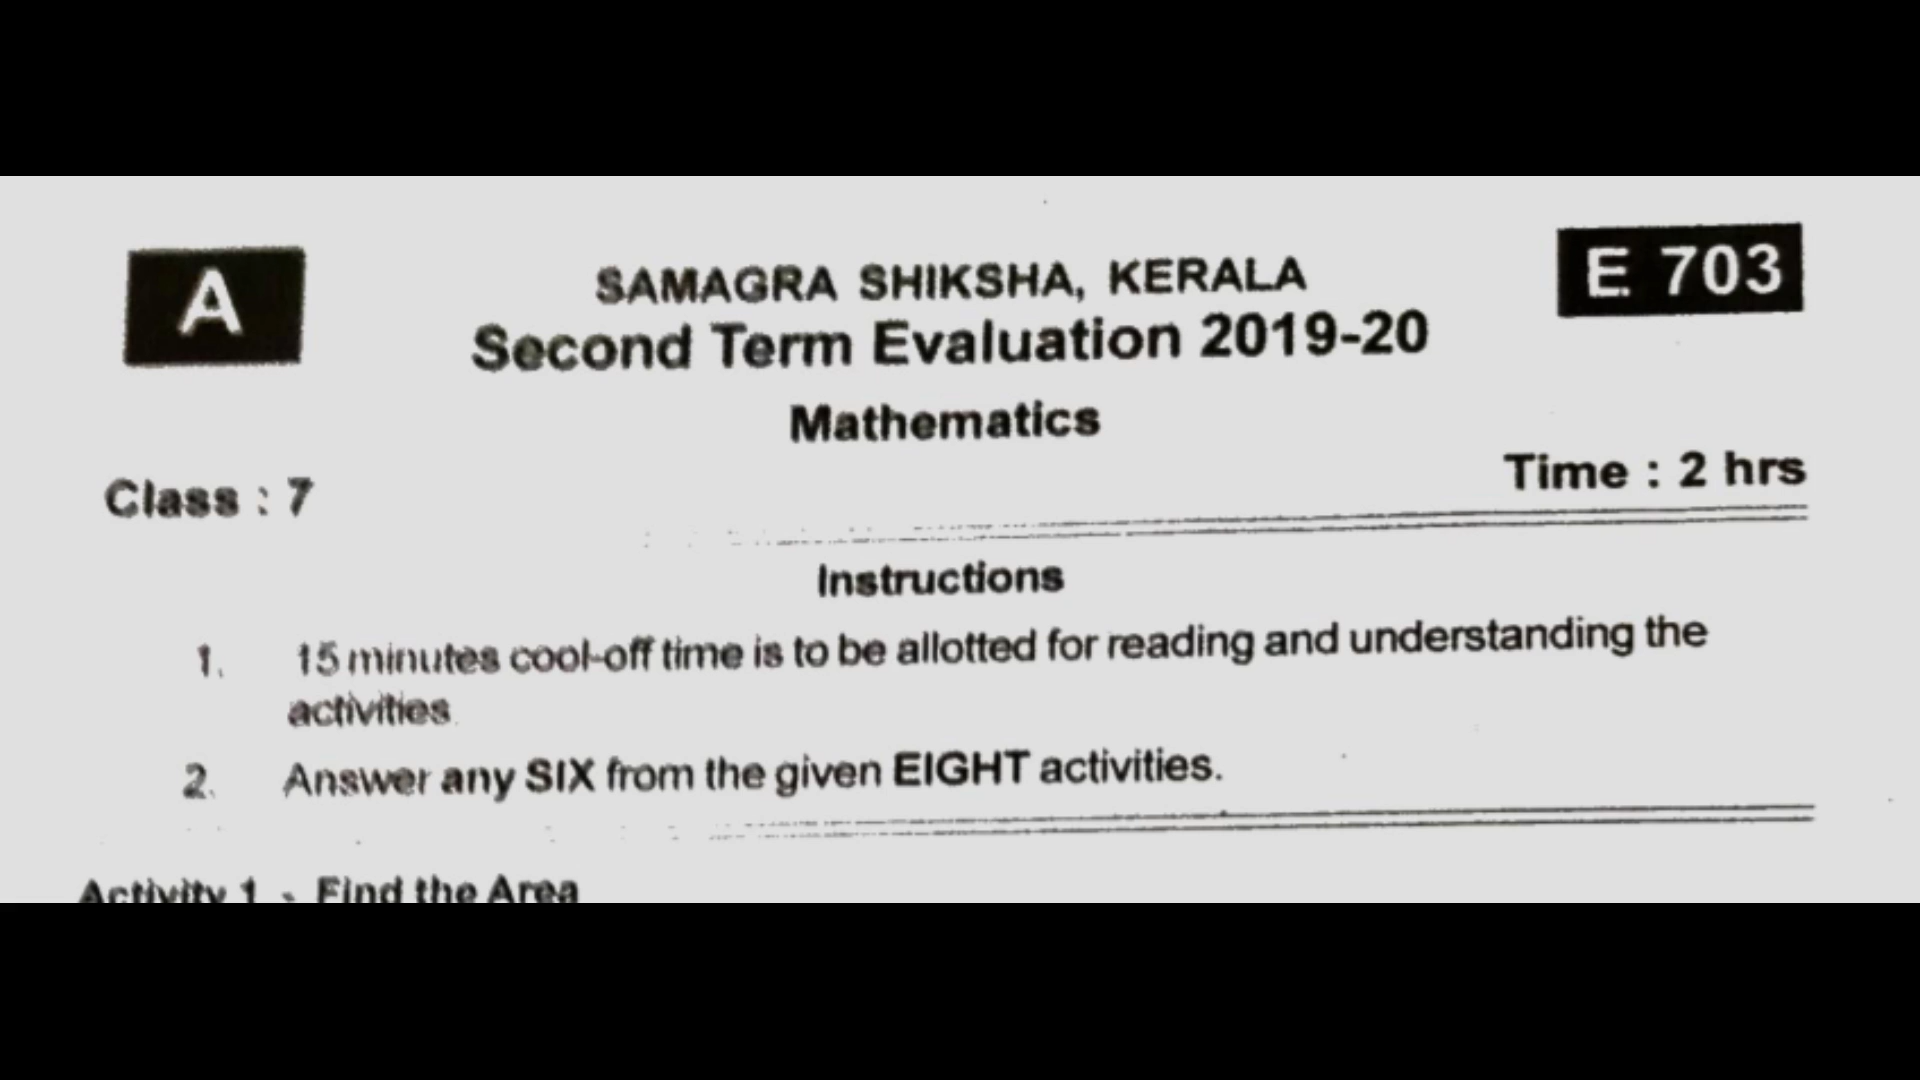 A
E 703
SAMAGRA SHIKSHA, KERALA
Second Term Evaluation 2019-20
Mathematics
Class : 7
Time : 2 hrs
Instructions
1. 15 minutes cool-off time is to be allotted for reading and understanding the
activities.
2. Answer any SIX from the given EIGHT activities.
Activity 1 - Find the Area